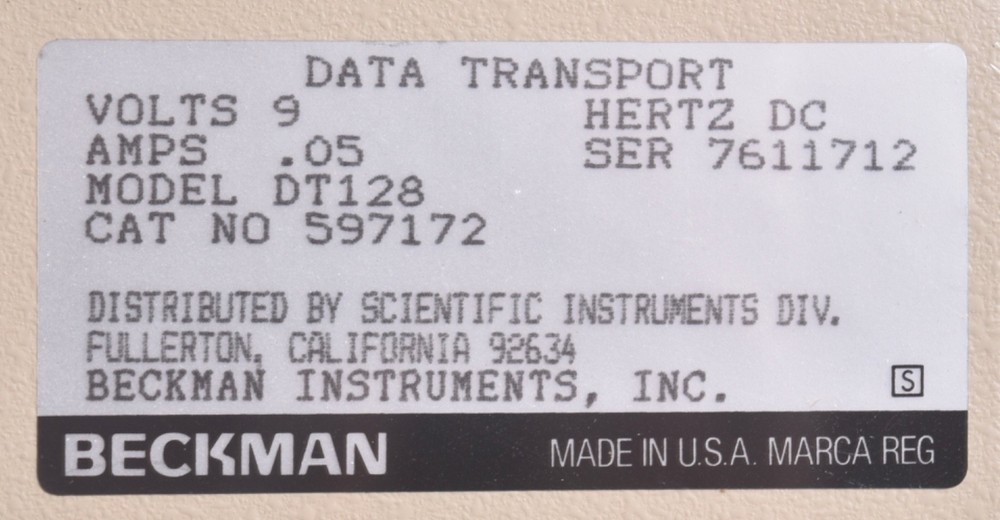 DATA TRANSPORT
VOLTS 9 HERTZ DC
AMPS .05 SER 7611712
MODEL DT128
CAT NO 597172
DISTRIBUTED BY SCIENTIFIC INSTRUMENTS DIV.
FULLERTON, CALIFORNIA 92634
BECKMAN INSTRUMENTS, INC. S
BECKMAN MADE IN U.S.A. MARCA REG